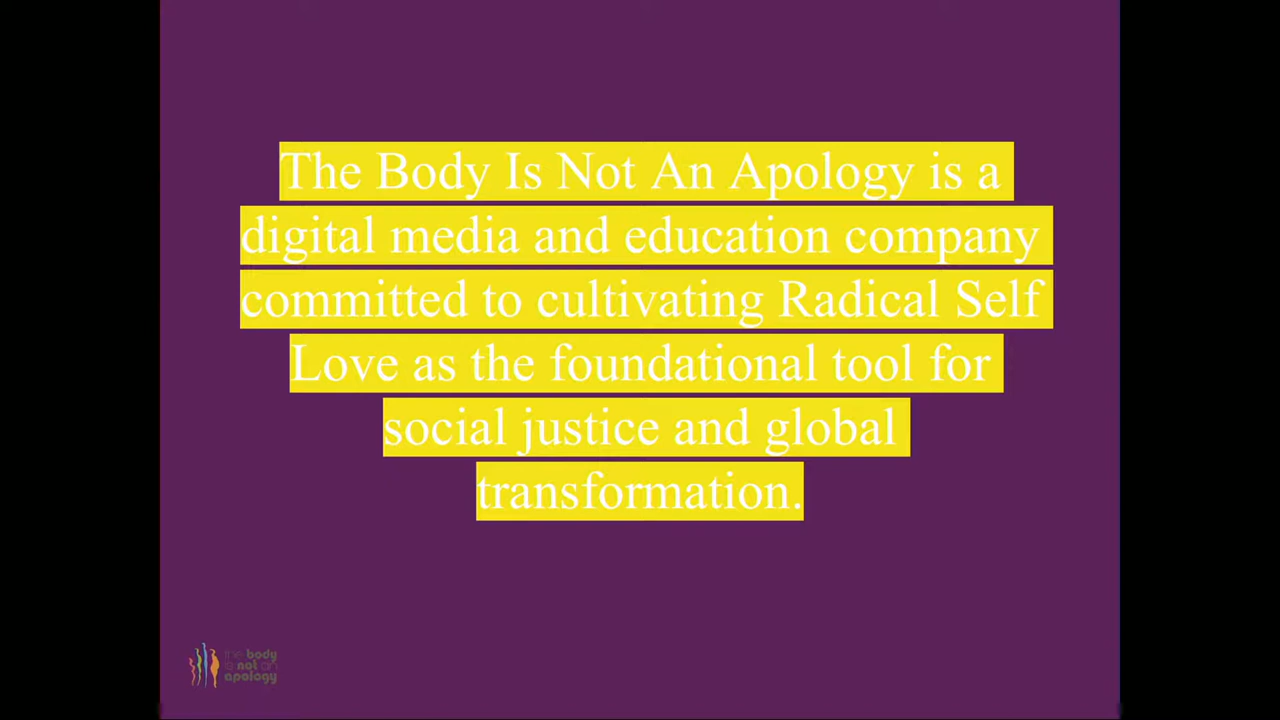 The Body Is Not An Apology is a
digital media and education company
committed to cultivating Radical Self
Love as the foundational tool for
social justice and global
transformation.
the body
is not an
apology